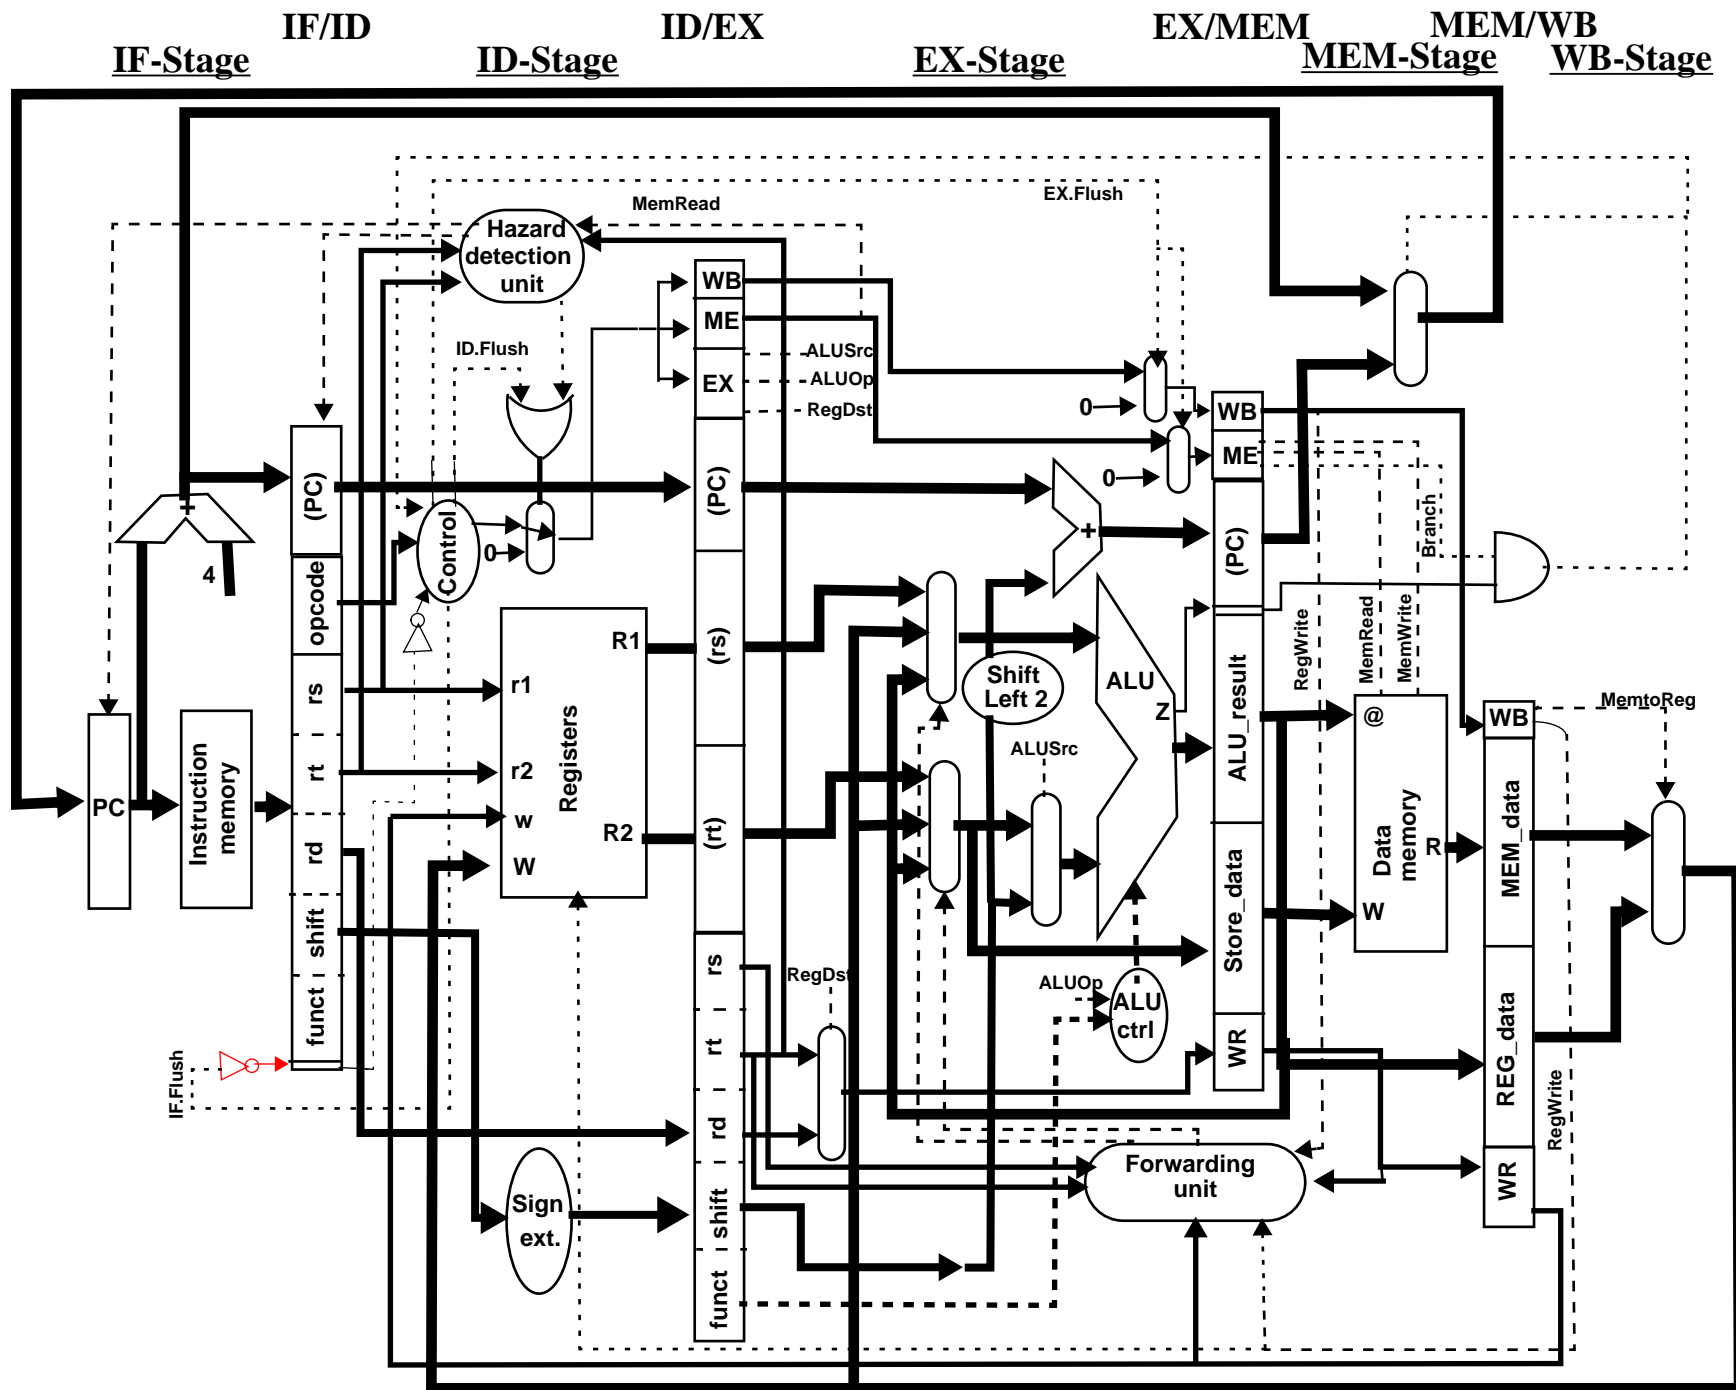 IF/ID
ID/EX
EX/MEM
MEM/WB
IF-Stage
ID-Stage
EX-Stage
MEM-Stage
WB-Stage
MemRead
EX.Flush
Hazard
detection
unit
WB
ME
EX
ALUSrc
ALUOp
RegDst
ID.Flush
0
0
WB
ME
(PC)
+
4
opcode
rs
rt
rd
shift
funct
Control
0
(PC)
(rs)
(rt)
rs
rt
rd
shift
funct
+
(PC)
Branch
RegWrite
MemRead
MemWrite
R1
r1
r2
w
W
R2
Registers
Shift
Left 2
ALU
Z
ALUSrc
ALU_result
Store_data
WR
@
Data
memory
R
W
WB
MEM_data
REG_data
WR
MemtoReg
RegWrite
PC
Instruction
memory
RegDst
ALUOp
ALU
ctrl
IF.Flush
Sign
ext.
Forwarding
unit